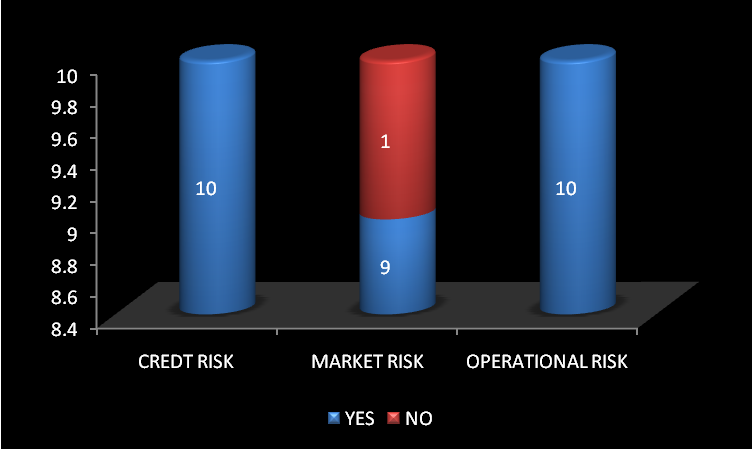 10
9.8
9.6
9.4
9.2
9
8.8
8.6
8.4
10
1
9
10
CREDT RISK
MARKET RISK
OPERATIONAL RISK
YES
NO